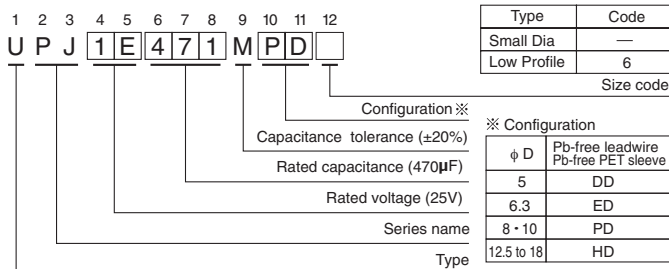 1 2 3 4 5 6 7 8 9 10 11 12
U P J 1 E 4 7 1 M P D
Configuration ※
Capacitance tolerance (±20%)
Rated capacitance (470µF)
Rated voltage (25V)
Series name
Type
Type Code
Small Dia —
Low Profile 6
Size code
※ Configuration
ϕ D Pb-free leadwire
Pb-free PET sleeve
5 DD
6.3 ED
8・10 PD
12.5 to 18 HD